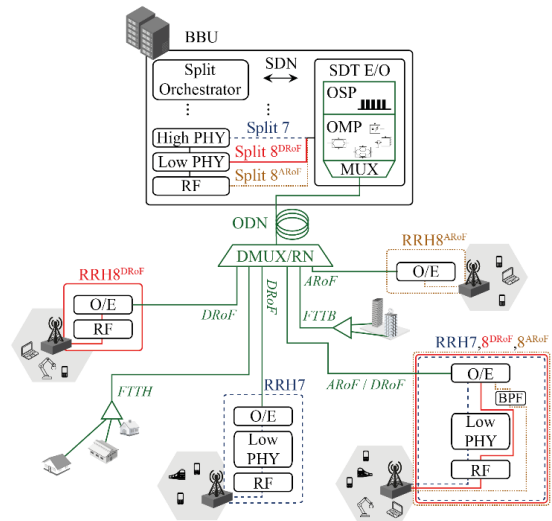 BBU
Split
Orchestrator
SDN
SDT E/O
OSP
OMP
MUX
High PHY
Low PHY
RF
Split 7
Split 8DRoF
Split 8ARoF
ODN
DMUX/RN
RRH8ARoF
O/E
ARoF
RRH8DRoF
O/E
RF
DRoF
DRoF
FTTB
FTTH
ARoF / DRoF
RRH7
O/E
Low
PHY
RF
RRH7,8DRoF,8ARoF
O/E
BPF
Low
PHY
RF